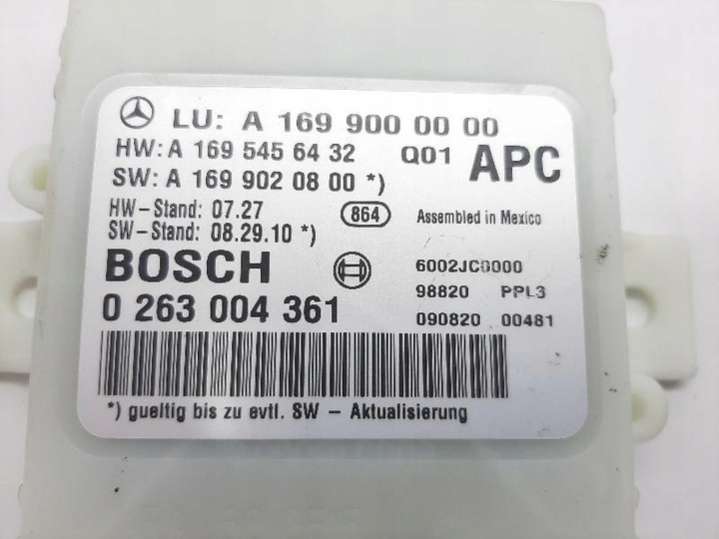 LU: A 169 900 00 00
HW: A 169 545 64 32 Q01 APC
SW: A 169 902 08 00 *)
HW-Stand: 07.27 864 Assembled in Mexico
SW-Stand: 08.29.10 *)
BOSCH 6002JC0000
0 263 004 361 98820 PPL3
090820 00481
*) gueltig bis zu evtl. SW - Aktualisierung